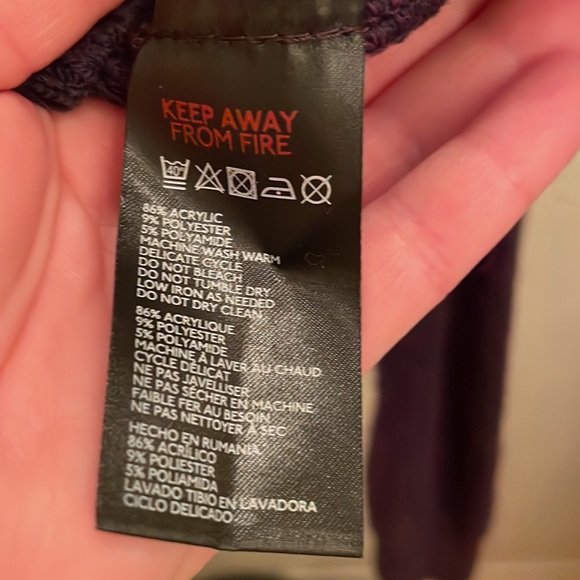 KEEP AWAY
FROM FIRE
40°
86% ACRYLIC
9% POLYESTER
5% POLYAMIDE
MACHINE WASH WARM
DELICATE CYCLE
DO NOT BLEACH
DO NOT TUMBLE DRY
LOW IRON AS NEEDED
DO NOT DRY CLEAN
86% ACRYLIQUE
9% POLYESTER
5% POLYAMIDE
MACHINE À LAVER AU CHAUD
CYCLE DÉLICAT
NE PAS JAVELLISER
NE PAS SÉCHER EN MACHINE
FAIBLE FER AU BESOIN
NE PAS NETTOYER À SEC
HECHO EN RUMANIA
86% ACRÍLICO
9% POLIESTER
5% POLIAMIDA
LAVADO TIBIO EN LAVADORA
CICLO DELICADO